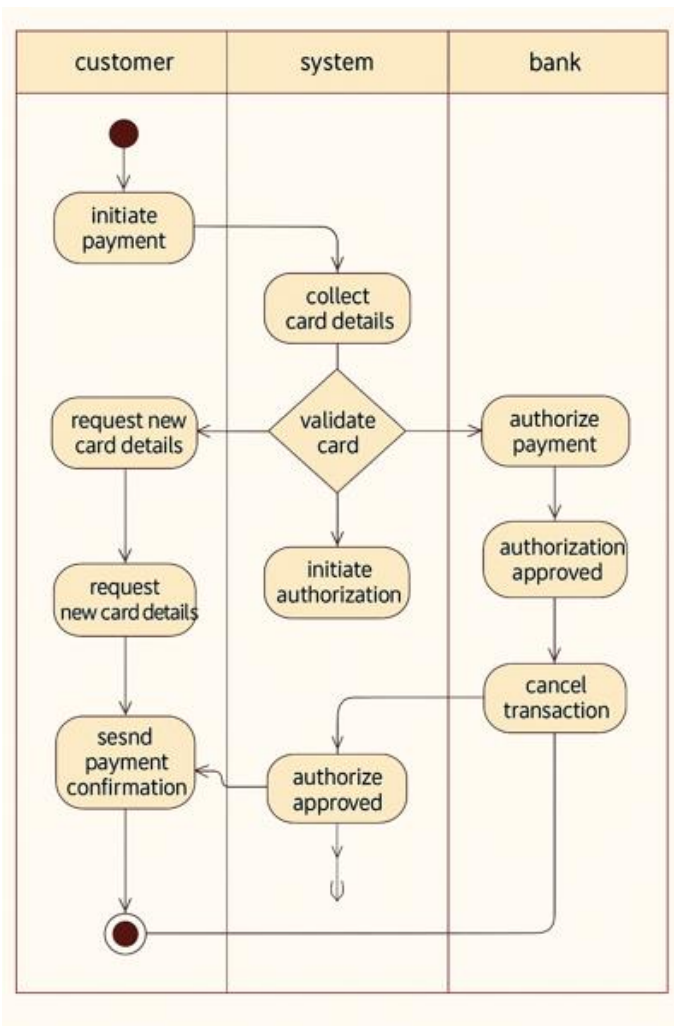 customer
system
bank
initiate
payment
collect
card details
request new
card details
validate
card
authorize
payment
authorization
approved
initiate
authorization
request
new card details
cancel
transaction
sesnd
payment
confirmation
authorize
approved